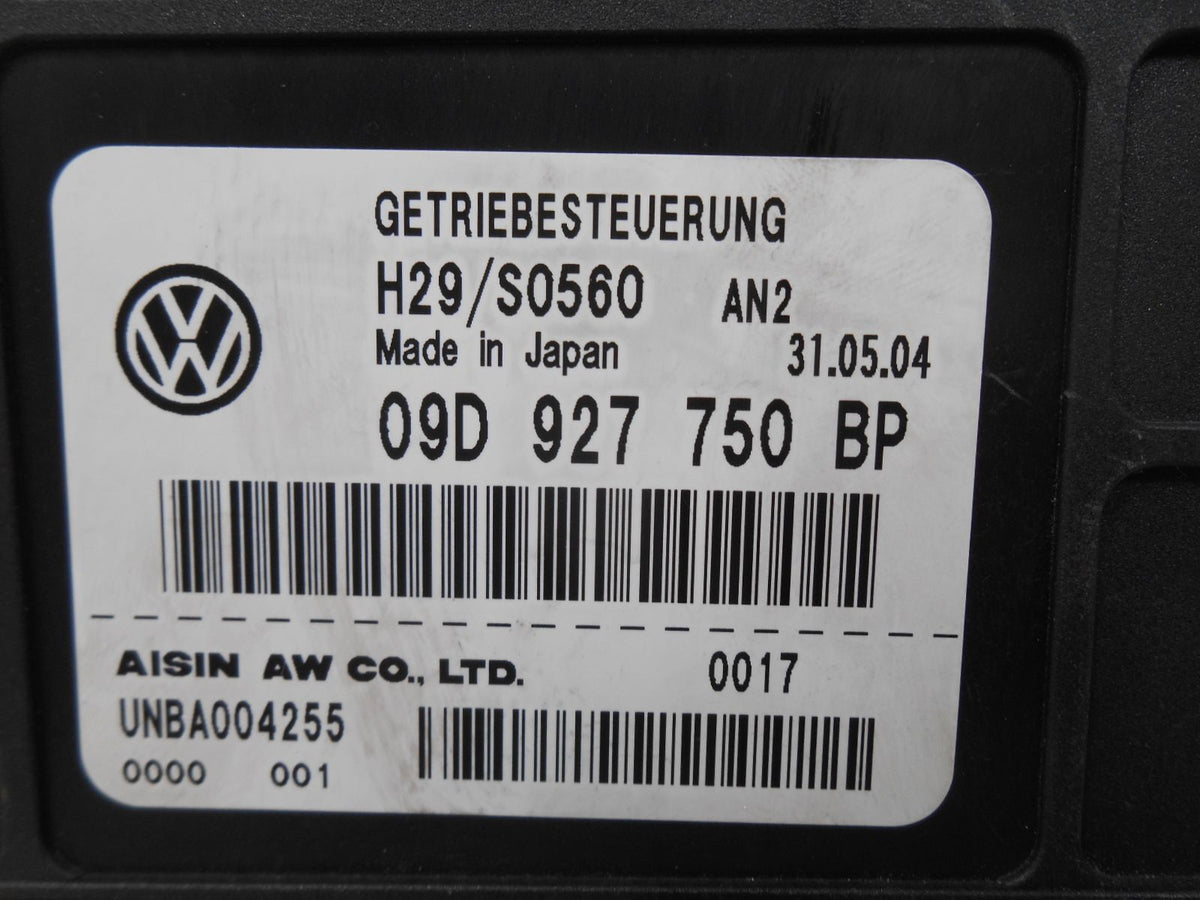 GETRIEBESTEUERUNG
H29/S0560 AN2
Made in Japan 31.05.04
09D 927 750 BP
AISIN AW CO., LTD. 0017
UNBA004255
0000 001